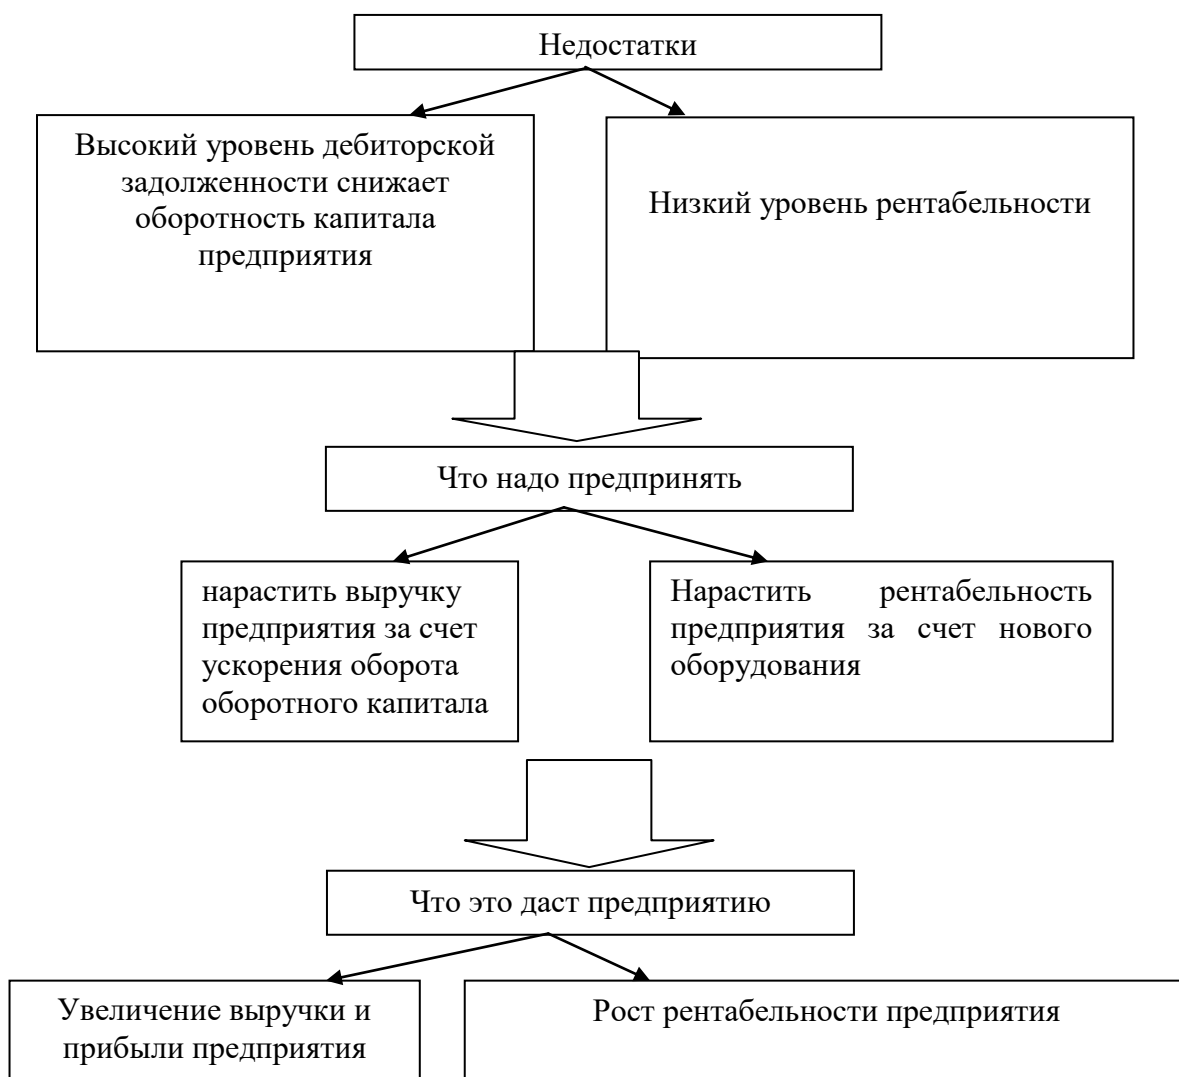 Недостатки
Высокий уровень дебиторской
задолженности снижает
оборотность капитала
предприятия
Низкий уровень рентабельности
Что надо предпринять
нарастить выручку
предприятия за счет
ускорения оборота
оборотного капитала
Нарастить рентабельность
предприятия за счет нового
оборудования
Что это даст предприятию
Увеличение выручки и
прибыли предприятия
Рост рентабельности предприятия